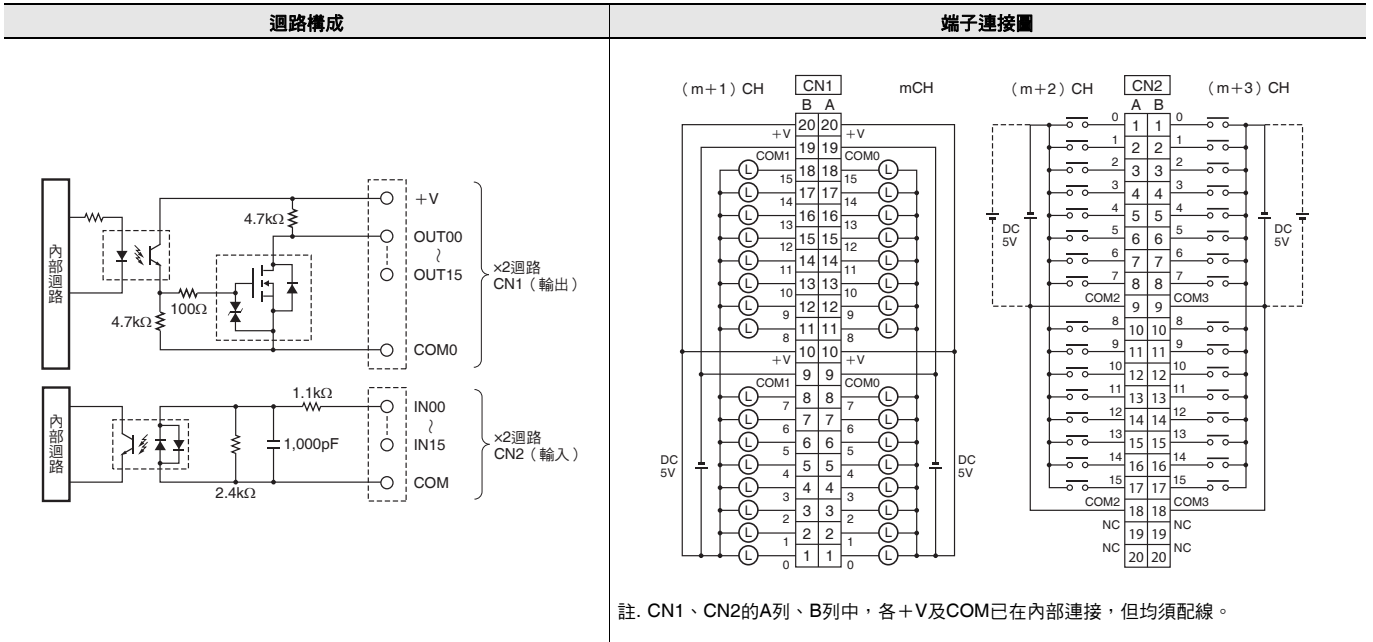 迴路構成
端子連接圖
內部迴路
4.7kΩ
100Ω
4.7kΩ
+V
OUT00
~
OUT15
COM0
×2迴路
CN1(輸出)
內部迴路
1.1kΩ
1,000pF
2.4kΩ
IN00
~
IN15
COM
×2迴路
CN2(輸入)
(m+1)CH CN1 mCH
B A
20 20
+V +V
19 19
COM1 COM0
L 18 18 L
15 15
L 17 17 L
14 14
L 16 16 L
13 13
L 15 15 L
12 12
L 14 14 L
11 11
L 13 13 L
10 10
L 12 12 L
9 9
L 11 11 L
8 8
10 10
+V +V
9 9
COM1 COM0
L 8 8 L
7 7
L 7 7 L
6 6
L 6 6 L
5 5
DC 5V L 5 5 L DC 5V
4 4
L 4 4 L
3 3
L 3 3 L
2 2
L 2 2 L
1 1
L 1 1 L
0 0
(m+2)CH CN2 (m+3)CH
A B
0 1 1 0
1 2 2 1
2 3 3 2
3 4 4 3
4 5 5 4
DC 5V 5 6 6 5 DC 5V
6 7 7 6
7 8 8 7
COM2 9 9 COM3
8 10 10 8
9 11 11 9
10 12 12 10
11 13 13 11
12 14 14 12
13 15 15 13
14 16 16 14
15 17 17 15
COM2 18 18 COM3
NC 19 19 NC
NC 20 20 NC
註. CN1、CN2的A列、B列中,各+V及COM已在內部連接,但均須配線。